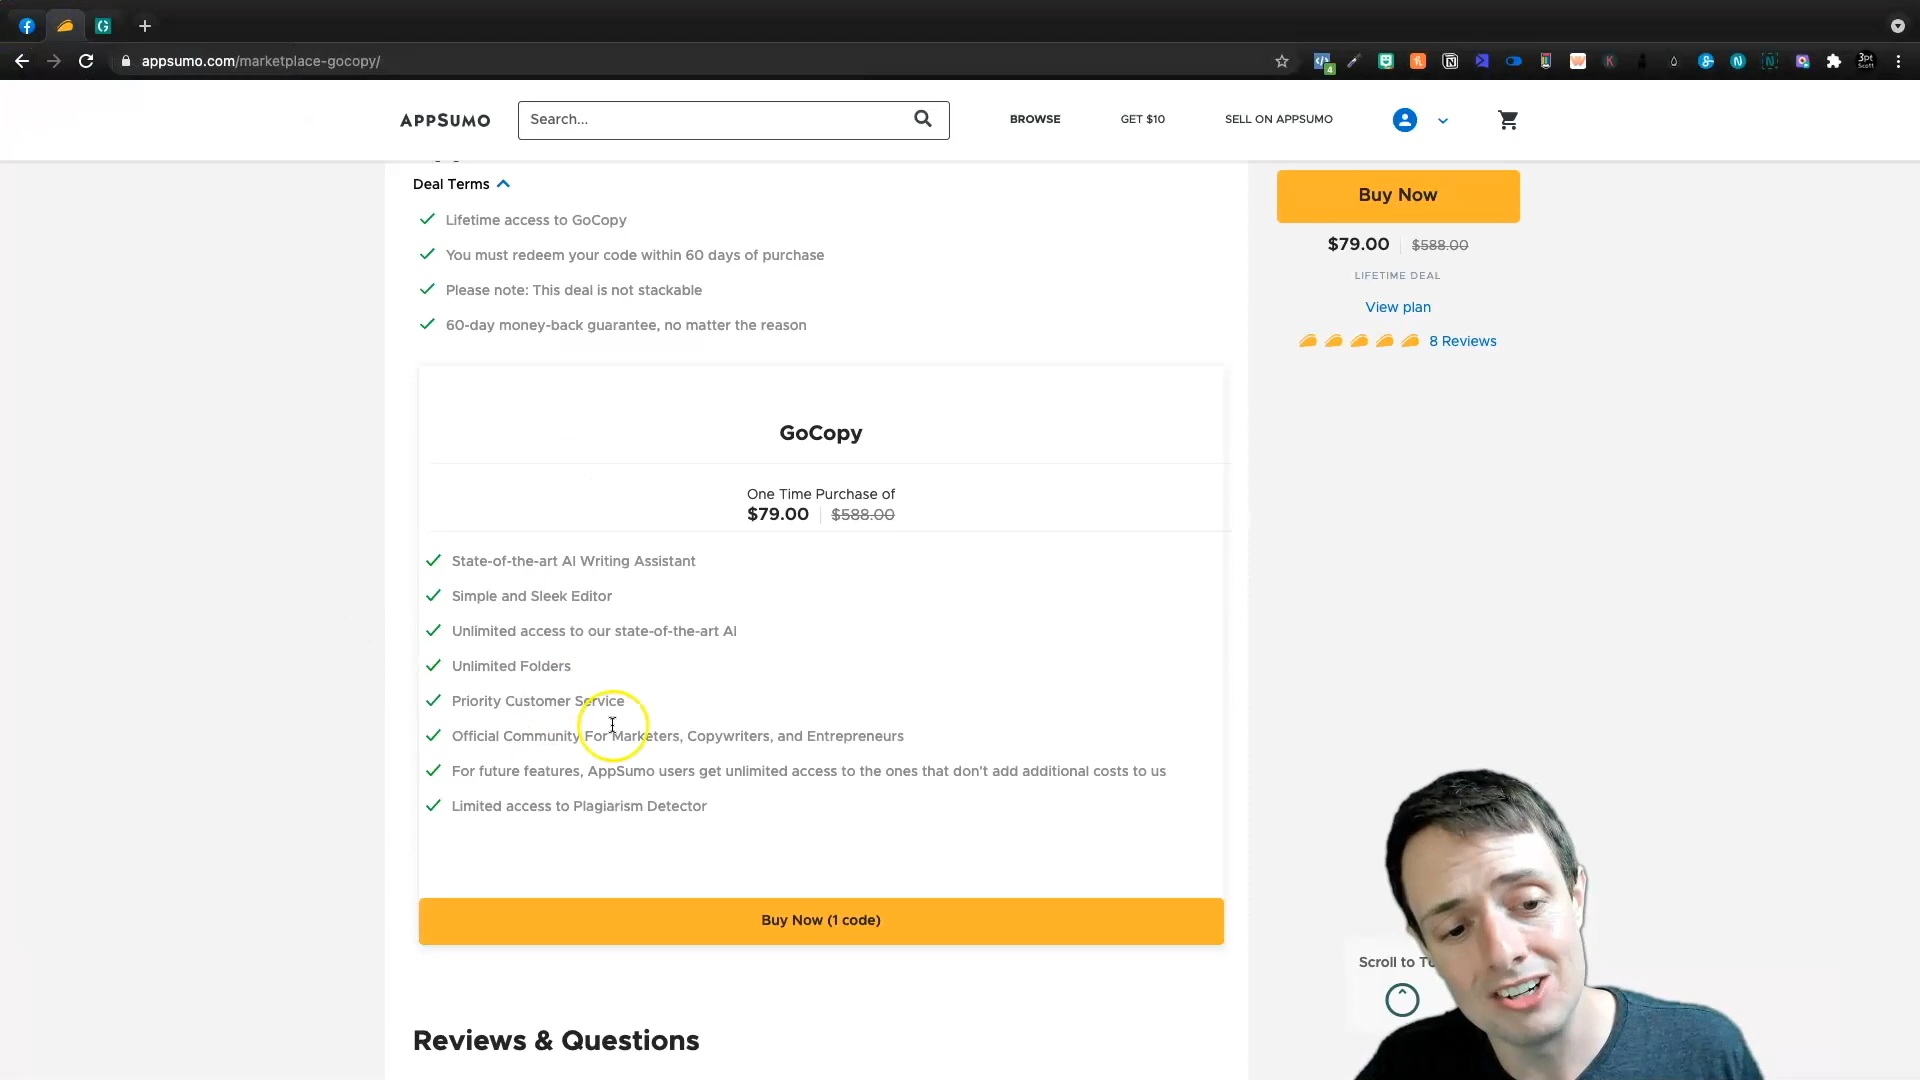 appsumo.com/marketplace-gocopy/
4
3pt
Scott
APPSUMO
Search...
BROWSE
GET $10
SELL ON APPSUMO
Deal Terms
Lifetime access to GoCopy
You must redeem your code within 60 days of purchase
Please note: This deal is not stackable
60-day money-back guarantee, no matter the reason
Buy Now
$79.00 $588.00
LIFETIME DEAL
View plan
8 Reviews
GoCopy
One Time Purchase of
$79.00 $588.00
State-of-the-art AI Writing Assistant
Simple and Sleek Editor
Unlimited access to our state-of-the-art AI
Unlimited Folders
Priority Customer Service
Official Community For Marketers, Copywriters, and Entrepreneurs
For future features, AppSumo users get unlimited access to the ones that don't add additional costs to us
Limited access to Plagiarism Detector
Buy Now (1 code)
Scroll to
Reviews & Questions